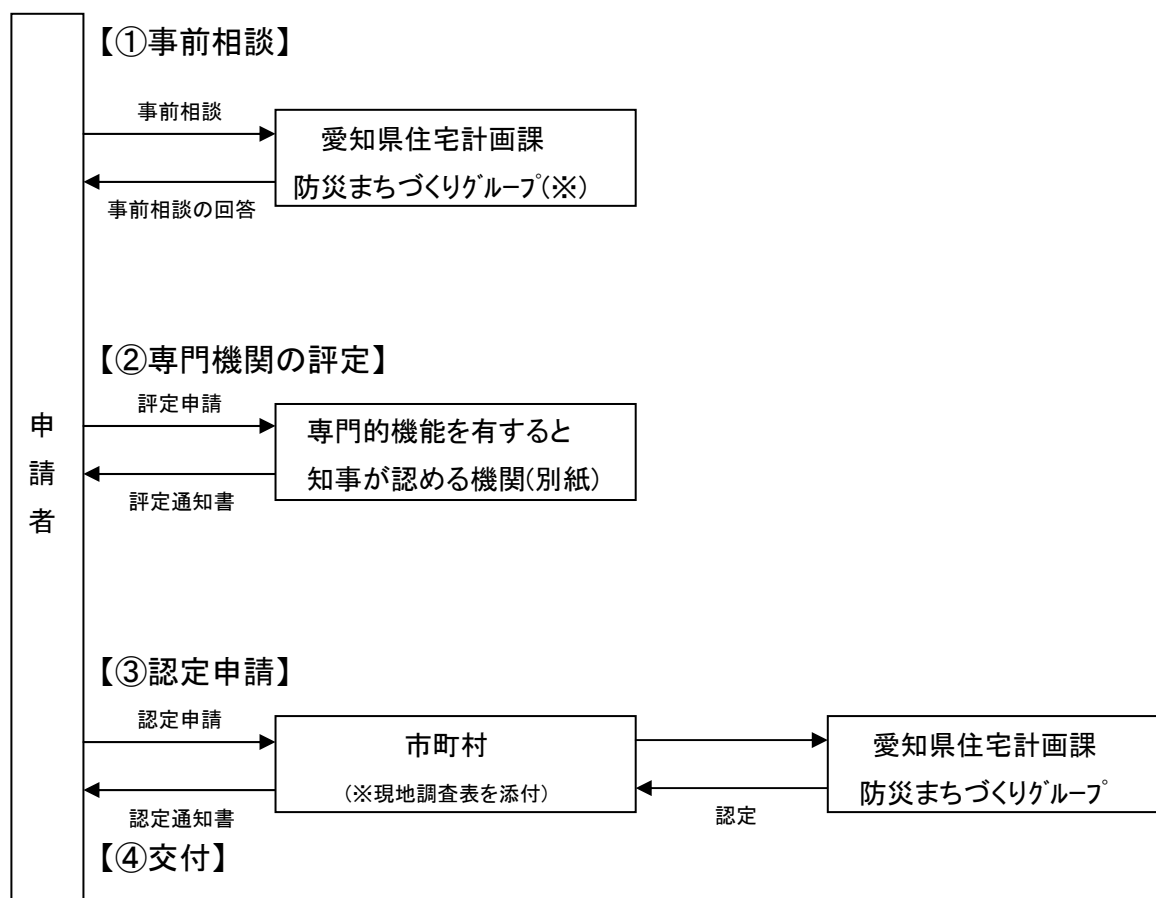 【①事前相談】
事前相談
愛知県住宅計画課
防災まちづくりｸﾞﾙｰﾌﾟ(※)
事前相談の回答
【②専門機関の評定】
評定申請
専門的機能を有すると
知事が認める機関(別紙)
評定通知書
申
請
者
【③認定申請】
認定申請
市町村
(※現地調査表を添付)
認定通知書
愛知県住宅計画課
防災まちづくりｸﾞﾙｰﾌﾟ
認定
【④交付】